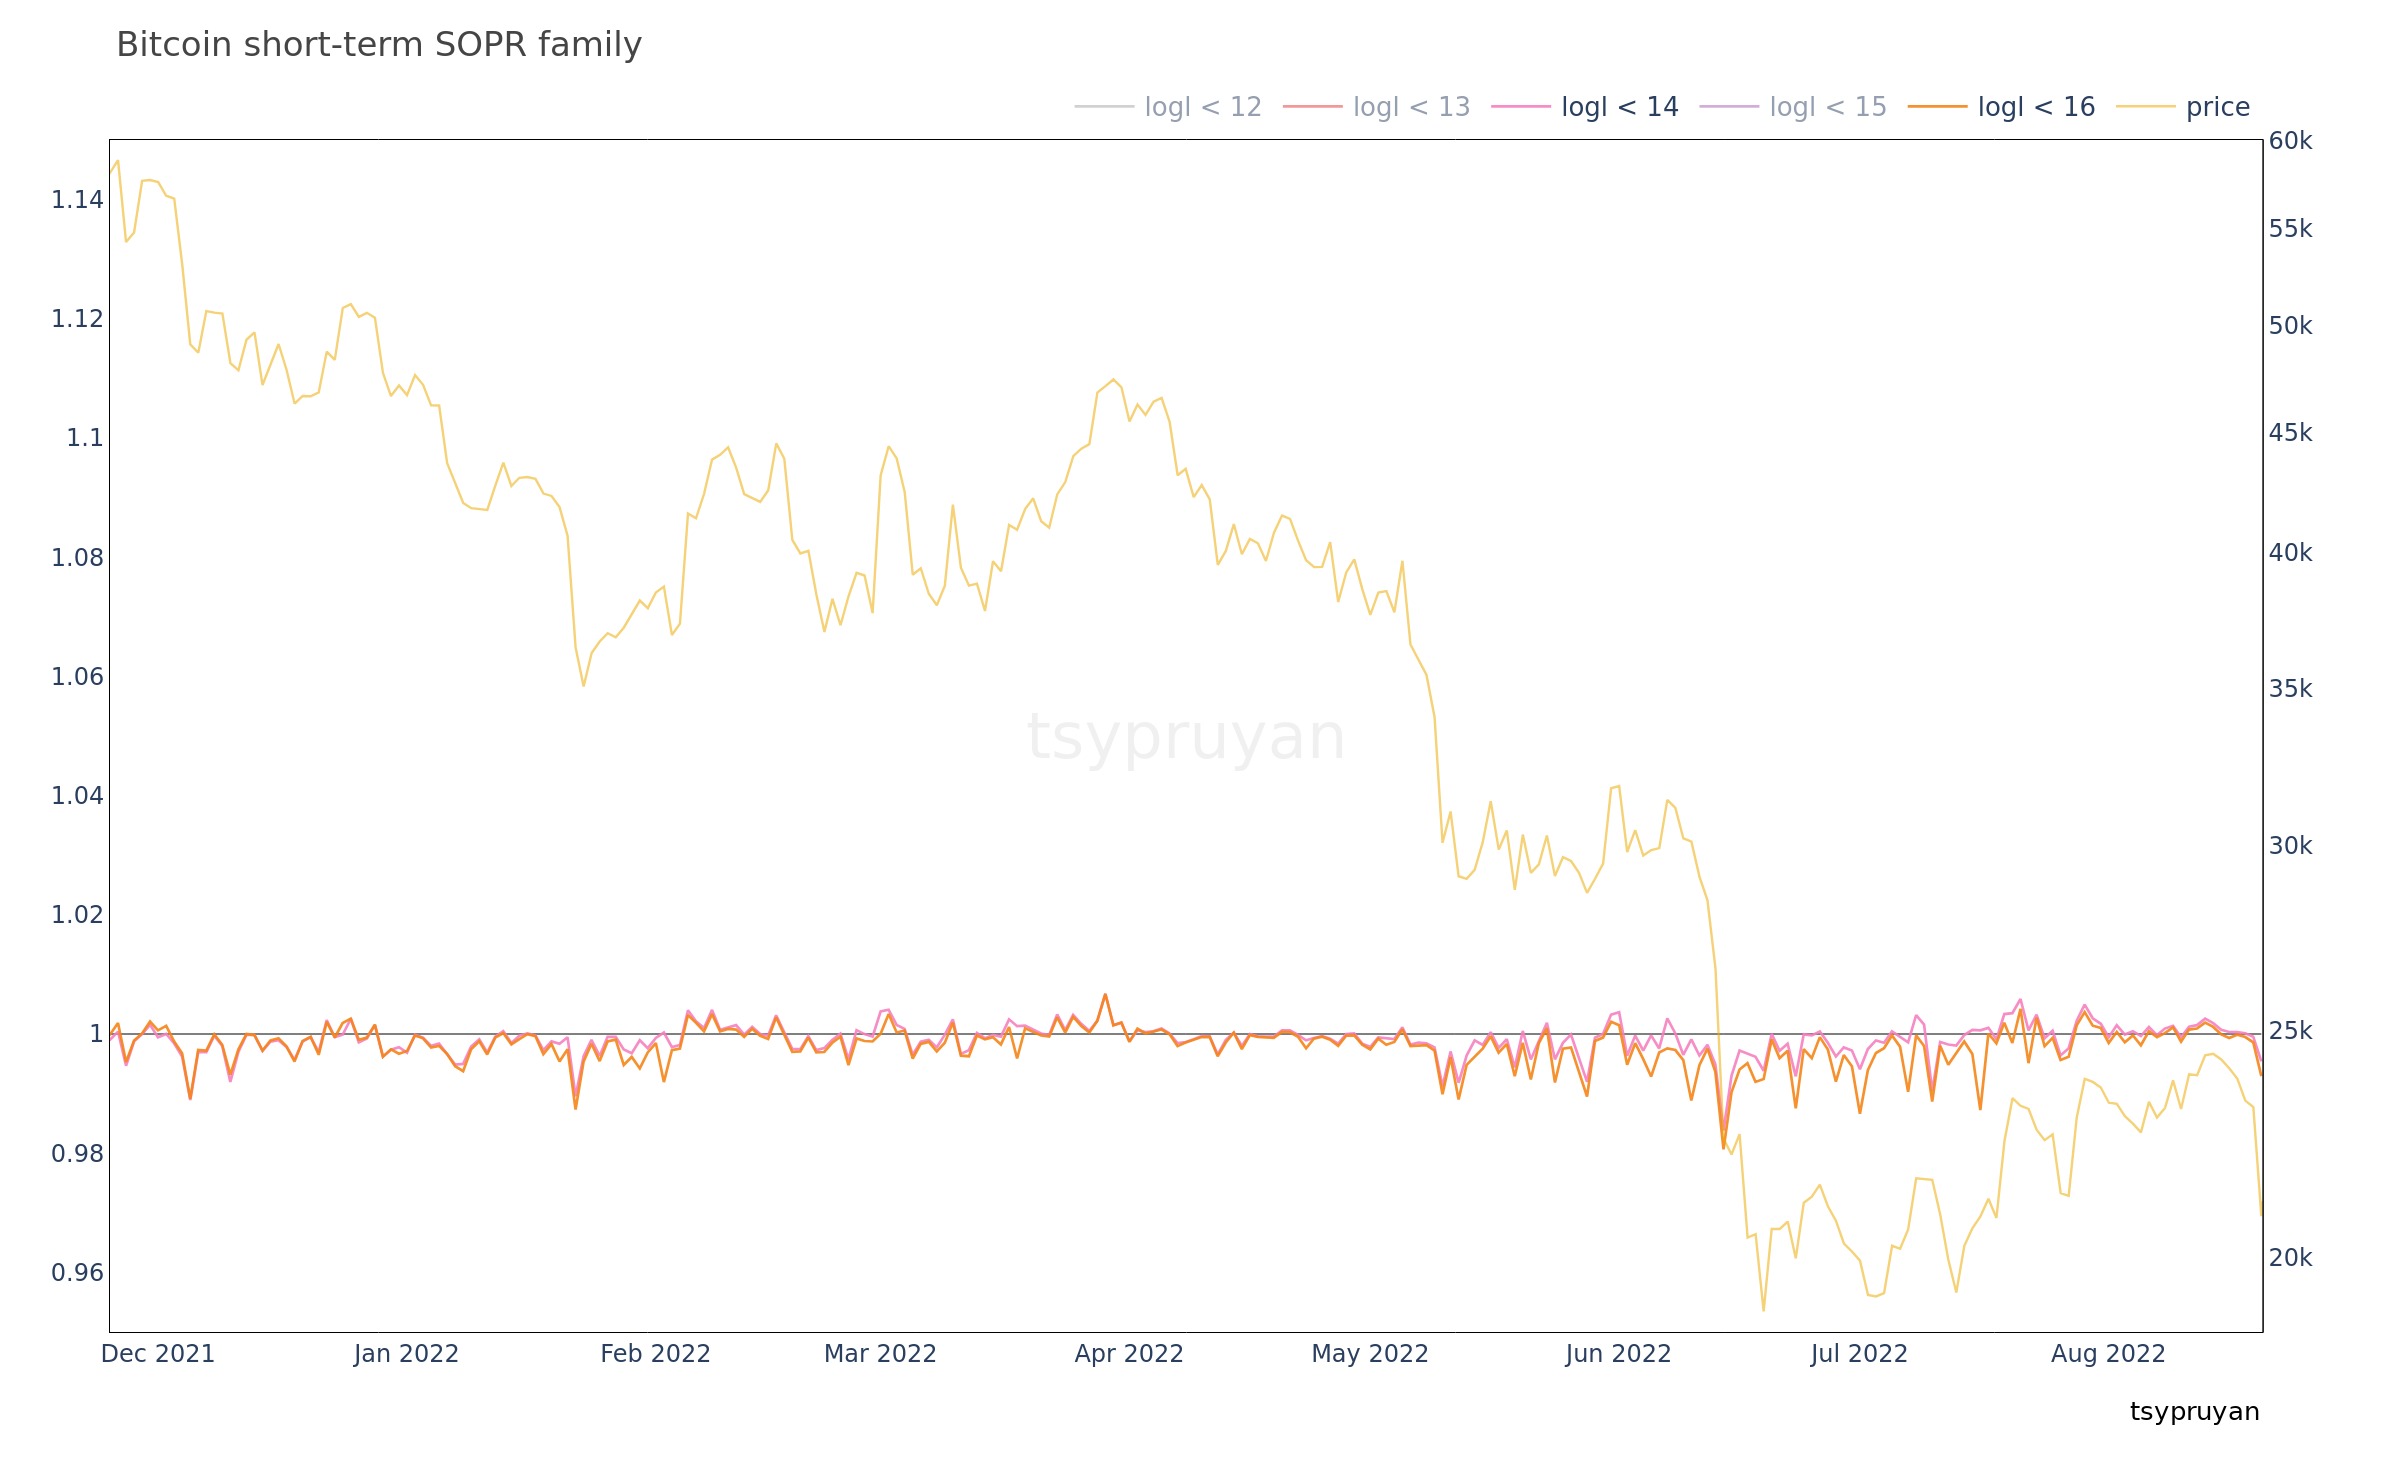 Bitcoin short-term SOPR family
logl < 12 logl < 13 logl < 14 logl < 15 logl < 16 price
1.14
1.12
1.1
1.08
1.06
1.04
1.02
1
0.98
0.96
60k
55k
50k
45k
40k
35k
30k
25k
20k
tsypruyan
Dec 2021 Jan 2022 Feb 2022 Mar 2022 Apr 2022 May 2022 Jun 2022 Jul 2022 Aug 2022
tsypruyan